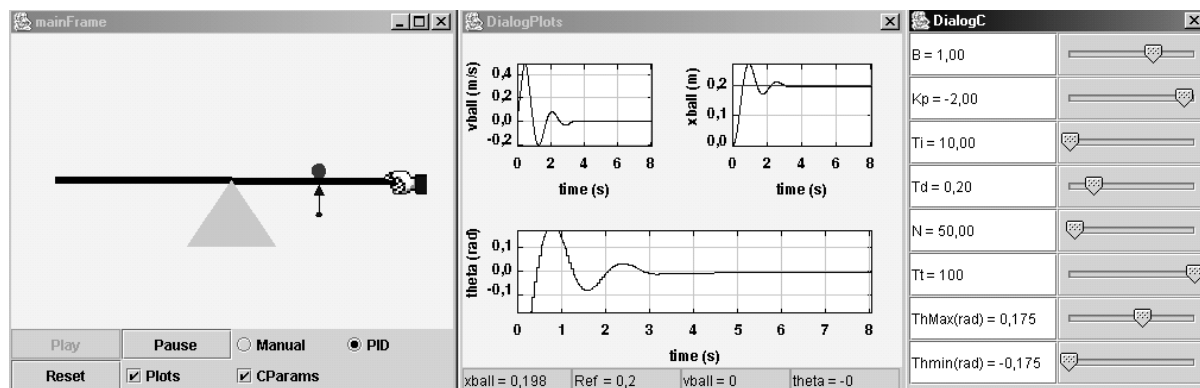 mainFrame
Play
Pause
Manual
PID
Reset
Plots
CParams
DialogPlots
vball (m/s)
0,4
0,2
0,0
-0,2
0 2 4 6 8
time (s)
xball (m)
0,2
0,1
0,0
0 2 4 6 8
time (s)
theta (rad)
0,1
0,0
-0,1
0 1 2 3 4 5 6 7 8
time (s)
xball = 0,198
Ref = 0,2
vball = 0
theta = -0
DialogC
B = 1,00
Kp = -2,00
Ti = 10,00
Td = 0,20
N = 50,00
Tt = 100
ThMax(rad) = 0,175
Thmin(rad) = -0,175